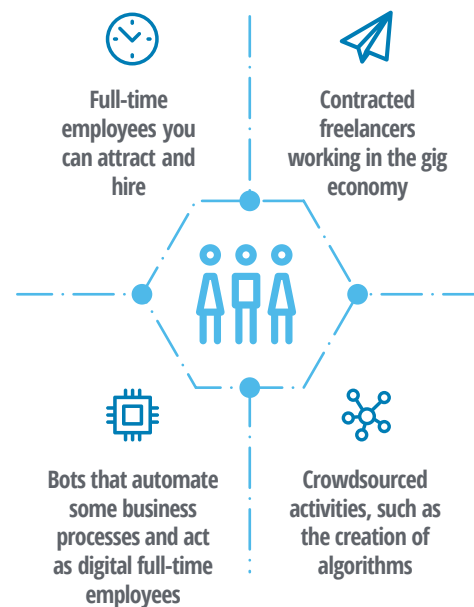 Full-time
employees you
can attract and
hire
Contracted
freelancers
working in the gig
economy
Bots that automate
some business
processes and act
as digital full-time
employees
Crowdsourced
activities, such as
the creation of
algorithms